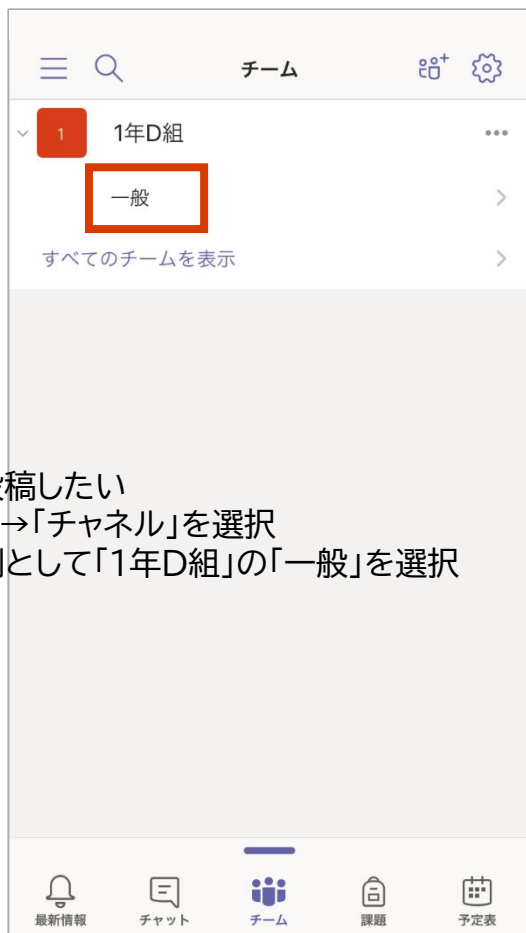 チーム
1
1年D組
一般
すべてのチームを表示
稿したい
→「チャネル」を選択
として「1年D組」の「一般」を選択
最新情報
チャット
チーム
課題
予定表